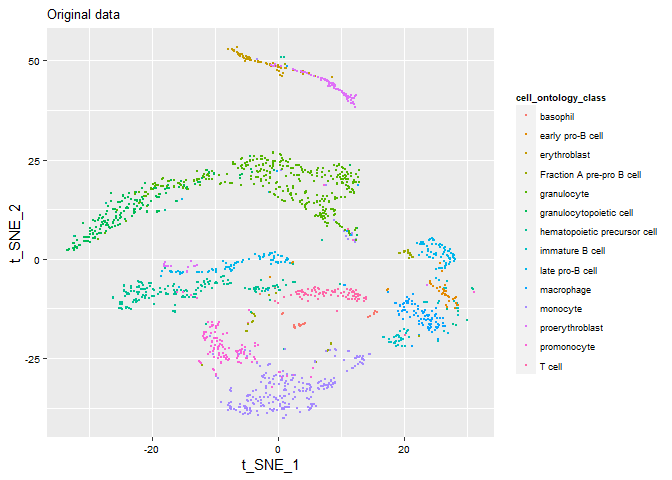 Original data
50
25
0
-25
-20
0
20
t_SNE_1
t_SNE_2
cell_ontology_class
basophil
early pro-B cell
erythroblast
Fraction A pre-pro B cell
granulocyte
granulocytopoietic cell
hematopoietic precursor cell
immature B cell
late pro-B cell
macrophage
monocyte
proerythroblast
promonocyte
T cell